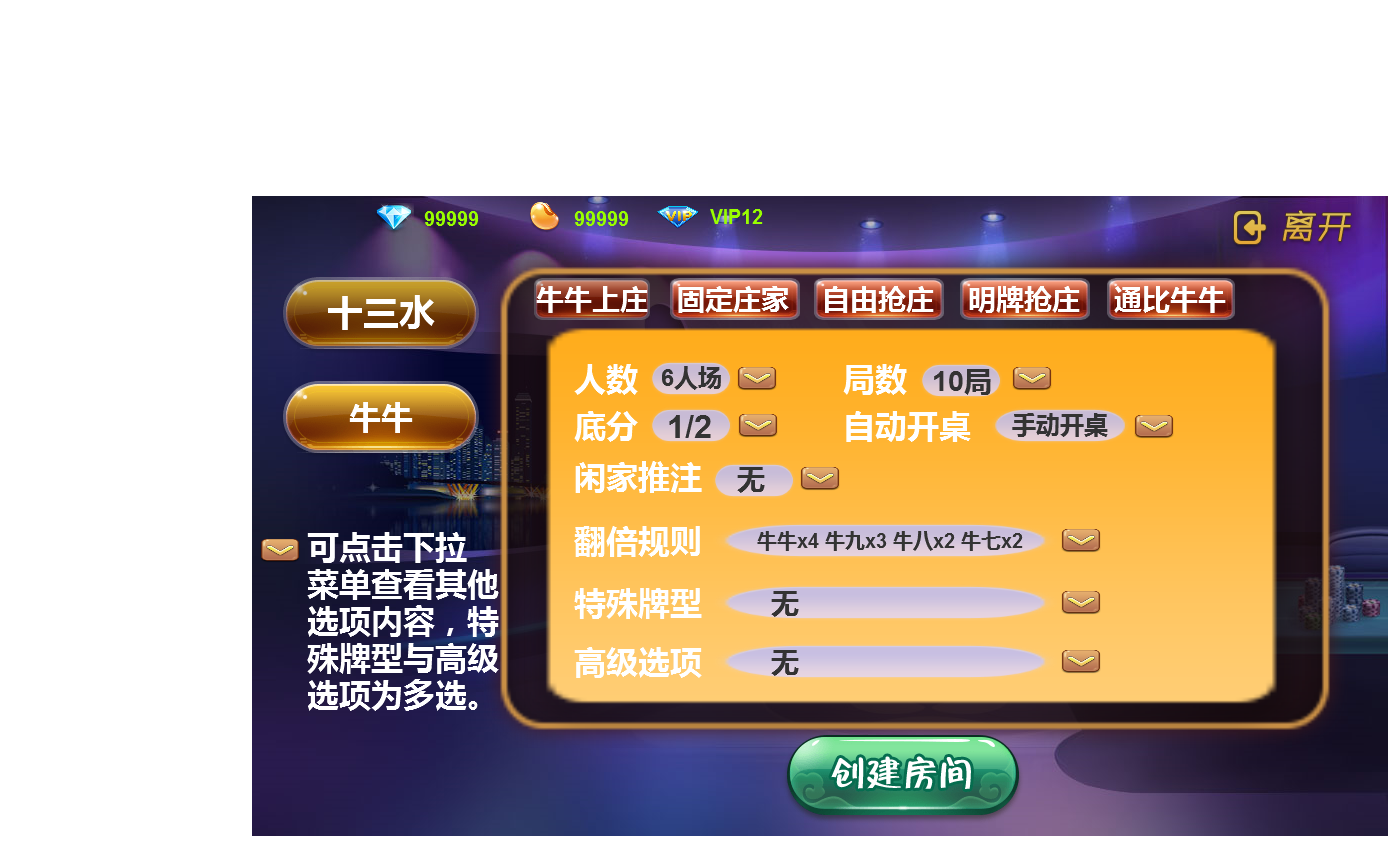 99999
99999
VIP
VIP12
离开
十三水
牛牛
牛牛上庄
固定庄家
自由抢庄
明牌抢庄
通比牛牛
人数 6人场
局数 10局
底分 1/2
自动开桌 手动开桌
闲家推注 无
翻倍规则 牛牛x4 牛九x3 牛八x2 牛七x2
特殊牌型 无
高级选项 无
可点击下拉
菜单查看其他
选项内容，特
殊牌型与高级
选项为多选。
创建房间